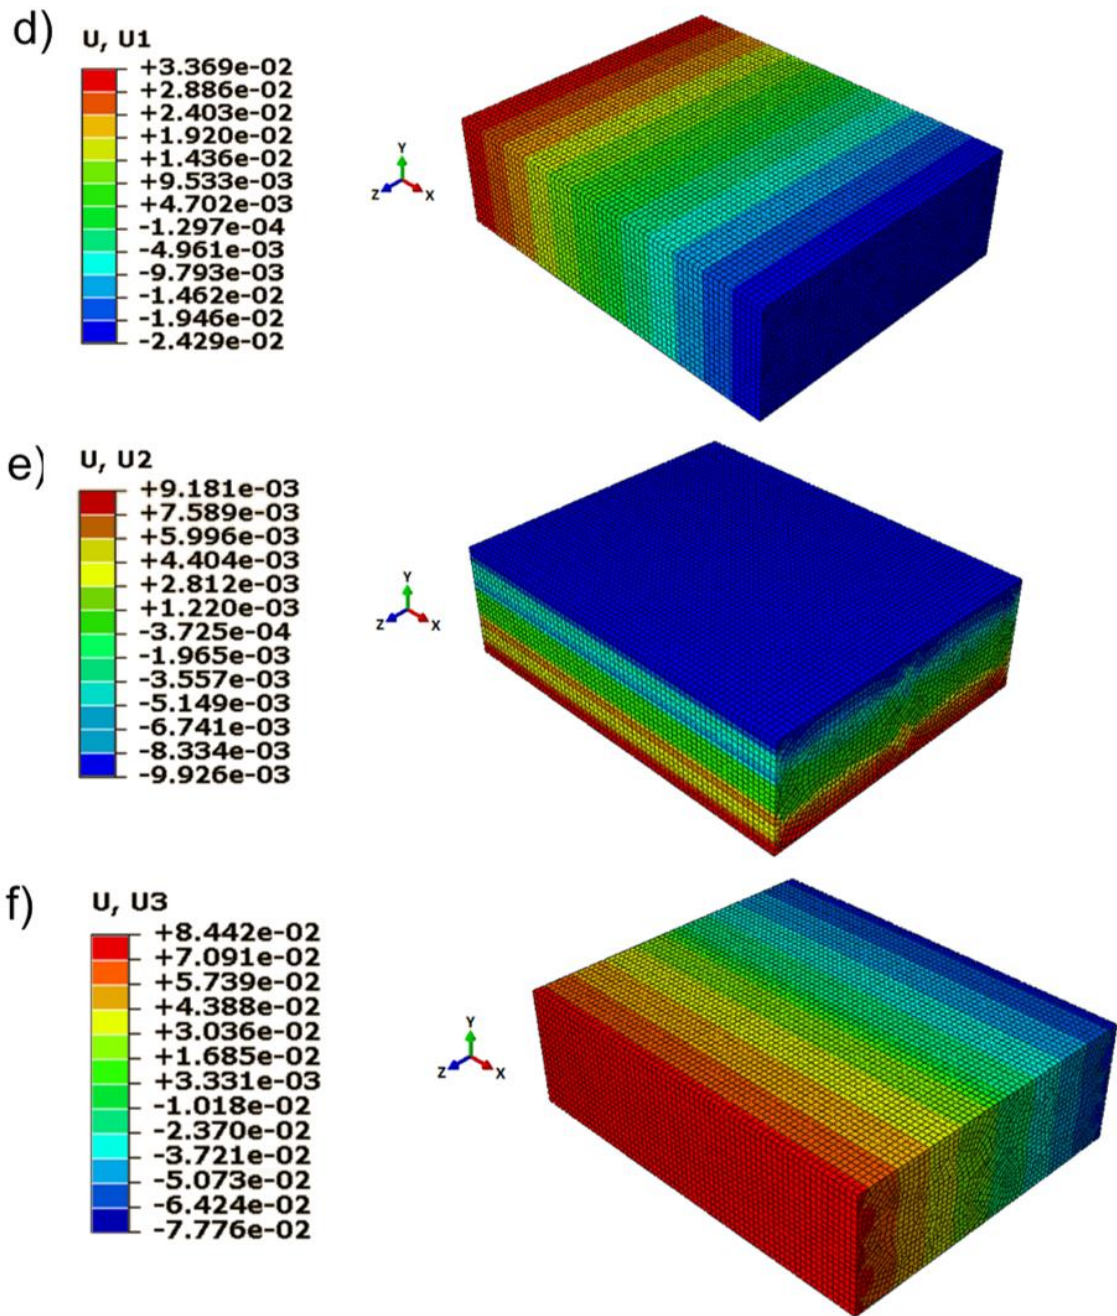 d)
U, U1
+3.369e-02
+2.886e-02
+2.403e-02
+1.920e-02
+1.436e-02
+9.533e-03
+4.702e-03
-1.297e-04
-4.961e-03
-9.793e-03
-1.462e-02
-1.946e-02
-2.429e-02
Y
Z
X
e)
U, U2
+9.181e-03
+7.589e-03
+5.996e-03
+4.404e-03
+2.812e-03
+1.220e-03
-3.725e-04
-1.965e-03
-3.557e-03
-5.149e-03
-6.741e-03
-8.334e-03
-9.926e-03
Y
Z
X
f)
U, U3
+8.442e-02
+7.091e-02
+5.739e-02
+4.388e-02
+3.036e-02
+1.685e-02
+3.331e-03
-1.018e-02
-2.370e-02
-3.721e-02
-5.073e-02
-6.424e-02
-7.776e-02
Y
Z
X